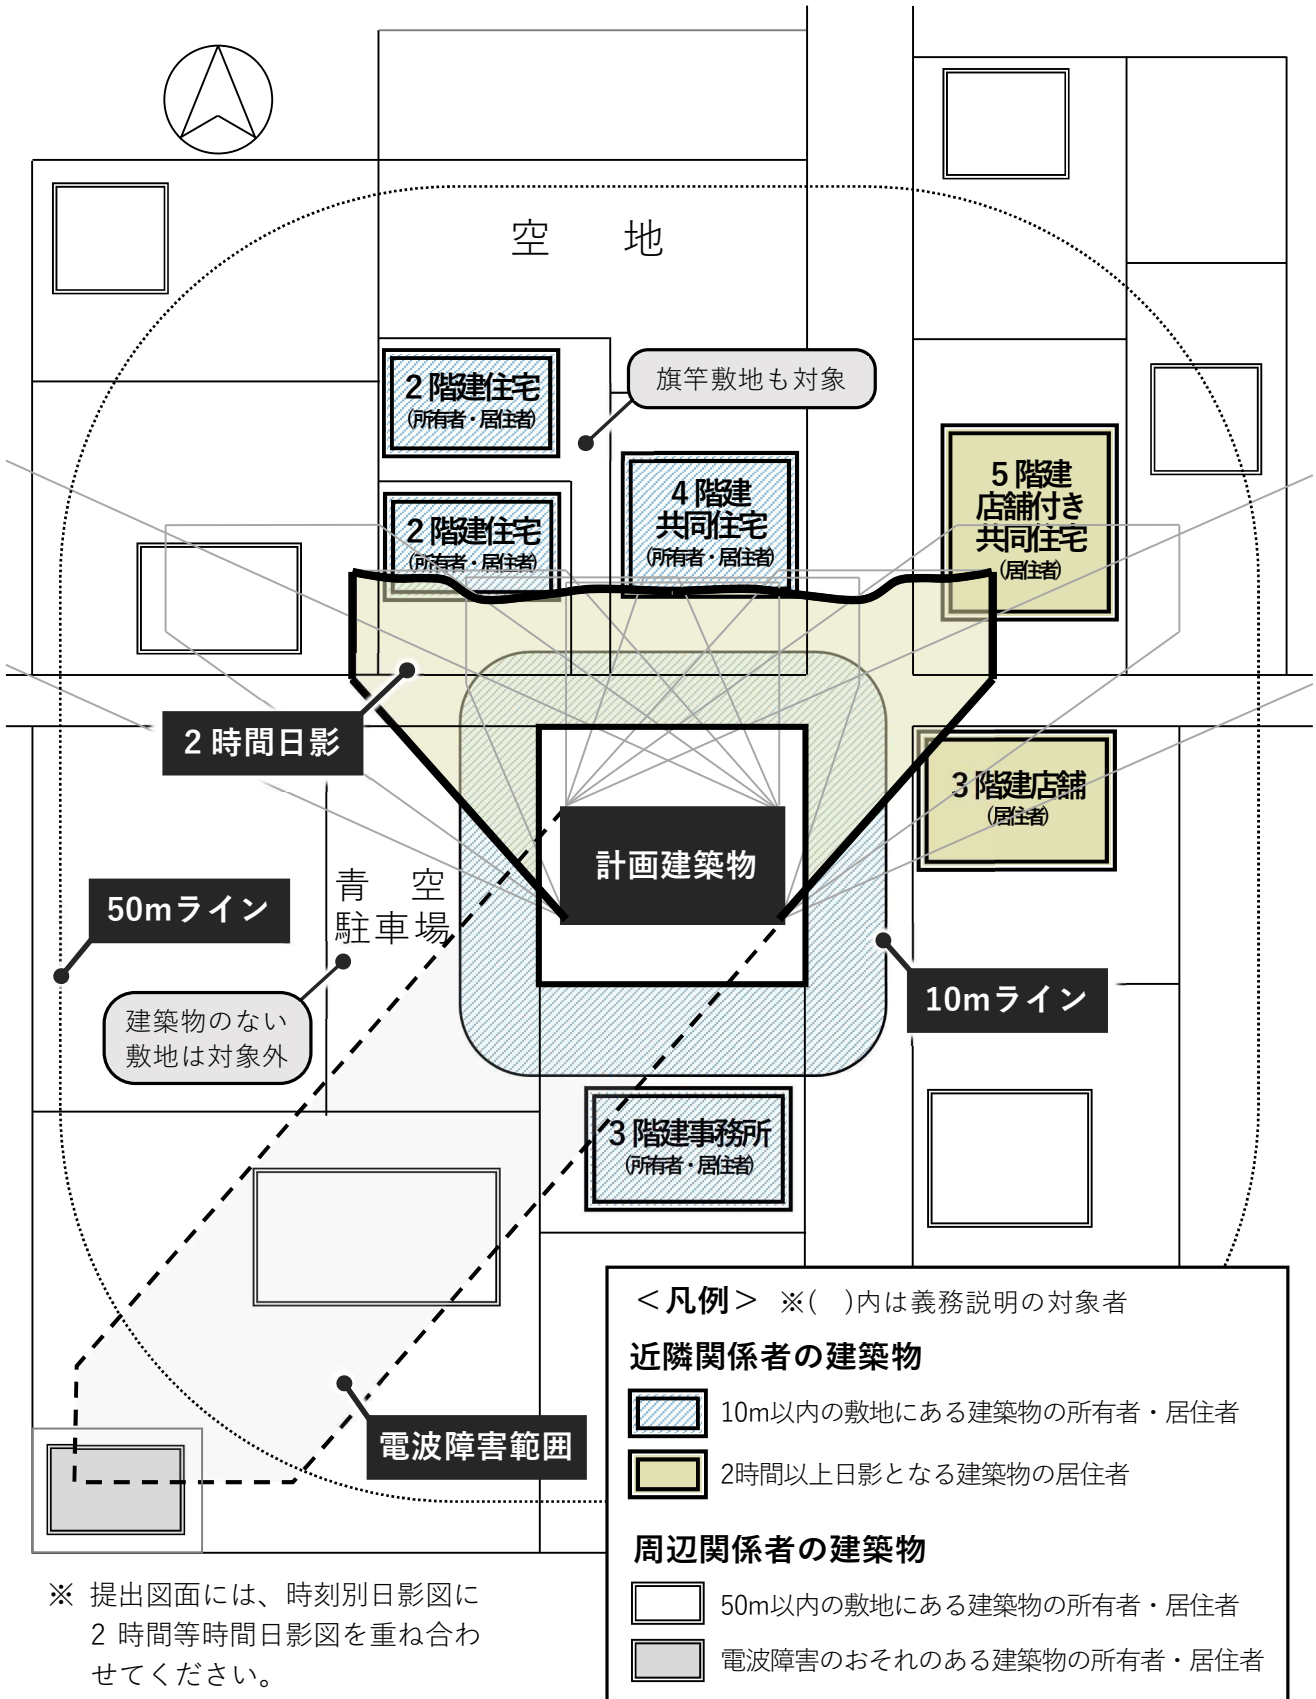 空　地
2 階建住宅
(所有者・居住者)
旗竿敷地も対象
2 階建住宅
(所有者・居住者)
4 階建
共同住宅
(所有者・居住者)
5 階建
店舗付き
共同住宅
(居住者)
2 時間日影
3 階建店舗
(居住者)
計画建築物
青　空
駐車場
50mライン
10mライン
建築物のない
敷地は対象外
3 階建事務所
(所有者・居住者)
電波障害範囲
＜凡例＞ ※(　)内は義務説明の対象者
近隣関係者の建築物
10m以内の敷地にある建築物の所有者・居住者
2時間以上日影となる建築物の居住者
周辺関係者の建築物
50m以内の敷地にある建築物の所有者・居住者
電波障害のおそれのある建築物の所有者・居住者
※ 提出図面には、時刻別日影図に
2 時間等時間日影図を重ね合わ
せてください。